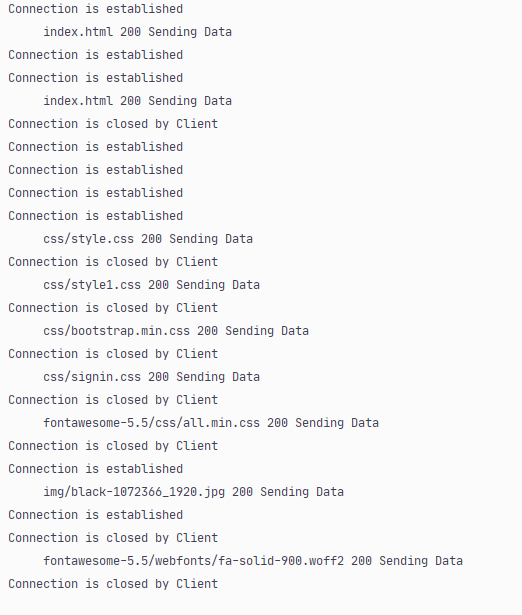 Connection is established
index.html 200 Sending Data
Connection is established
Connection is established
index.html 200 Sending Data
Connection is closed by Client
Connection is established
Connection is established
Connection is established
Connection is established
css/style.css 200 Sending Data
Connection is closed by Client
css/style1.css 200 Sending Data
Connection is closed by Client
css/bootstrap.min.css 200 Sending Data
Connection is closed by Client
css/signin.css 200 Sending Data
Connection is closed by Client
fontawesome-5.5/css/all.min.css 200 Sending Data
Connection is closed by Client
Connection is established
img/black-1072366_1920.jpg 200 Sending Data
Connection is established
Connection is closed by Client
fontawesome-5.5/webfonts/fa-solid-900.woff2 200 Sending Data
Connection is closed by Client